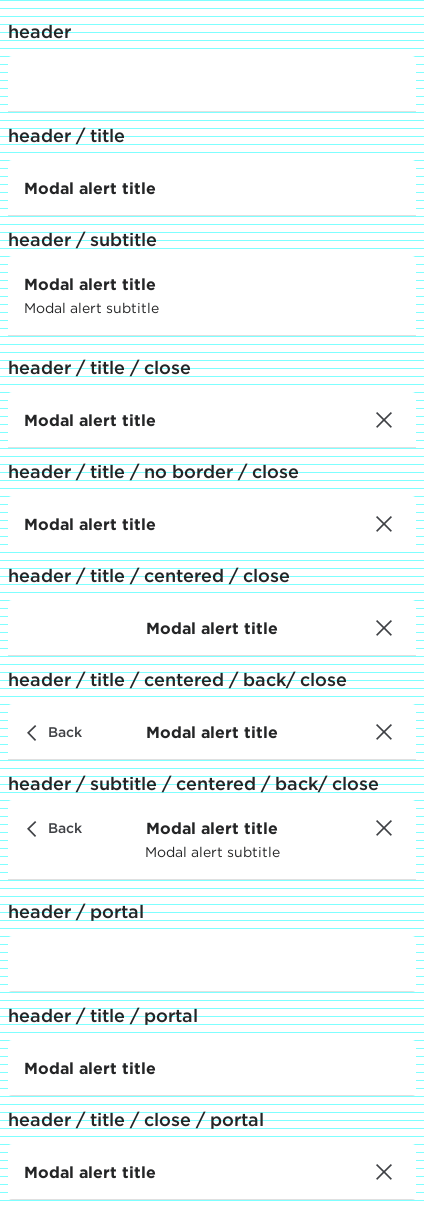 header
header / title
Modal alert title
header / subtitle
Modal alert title
Modal alert subtitle
header / title / close
Modal alert title
header / title / no border / close
Modal alert title
header / title / centered / close
Modal alert title
header / title / centered / back/ close
Back Modal alert title
header / subtitle / centered / back/ close
Back Modal alert title
Modal alert subtitle
header / portal
header / title / portal
Modal alert title
header / title / close / portal
Modal alert title